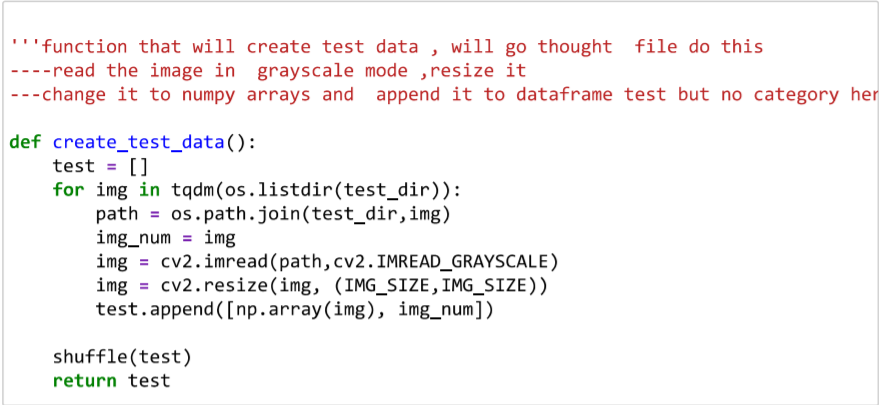 '''function that will create test data , will go thought  file do this
----read the image in  grayscale mode ,resize it
---change it to numpy arrays and  append it to dataframe test but no category her
def create_test_data():
    test = []
    for img in tqdm(os.listdir(test_dir)):
        path = os.path.join(test_dir,img)
        img_num = img
        img = cv2.imread(path,cv2.IMREAD_GRAYSCALE)
        img = cv2.resize(img, (IMG_SIZE,IMG_SIZE))
        test.append([np.array(img), img_num])
    shuffle(test)
    return test